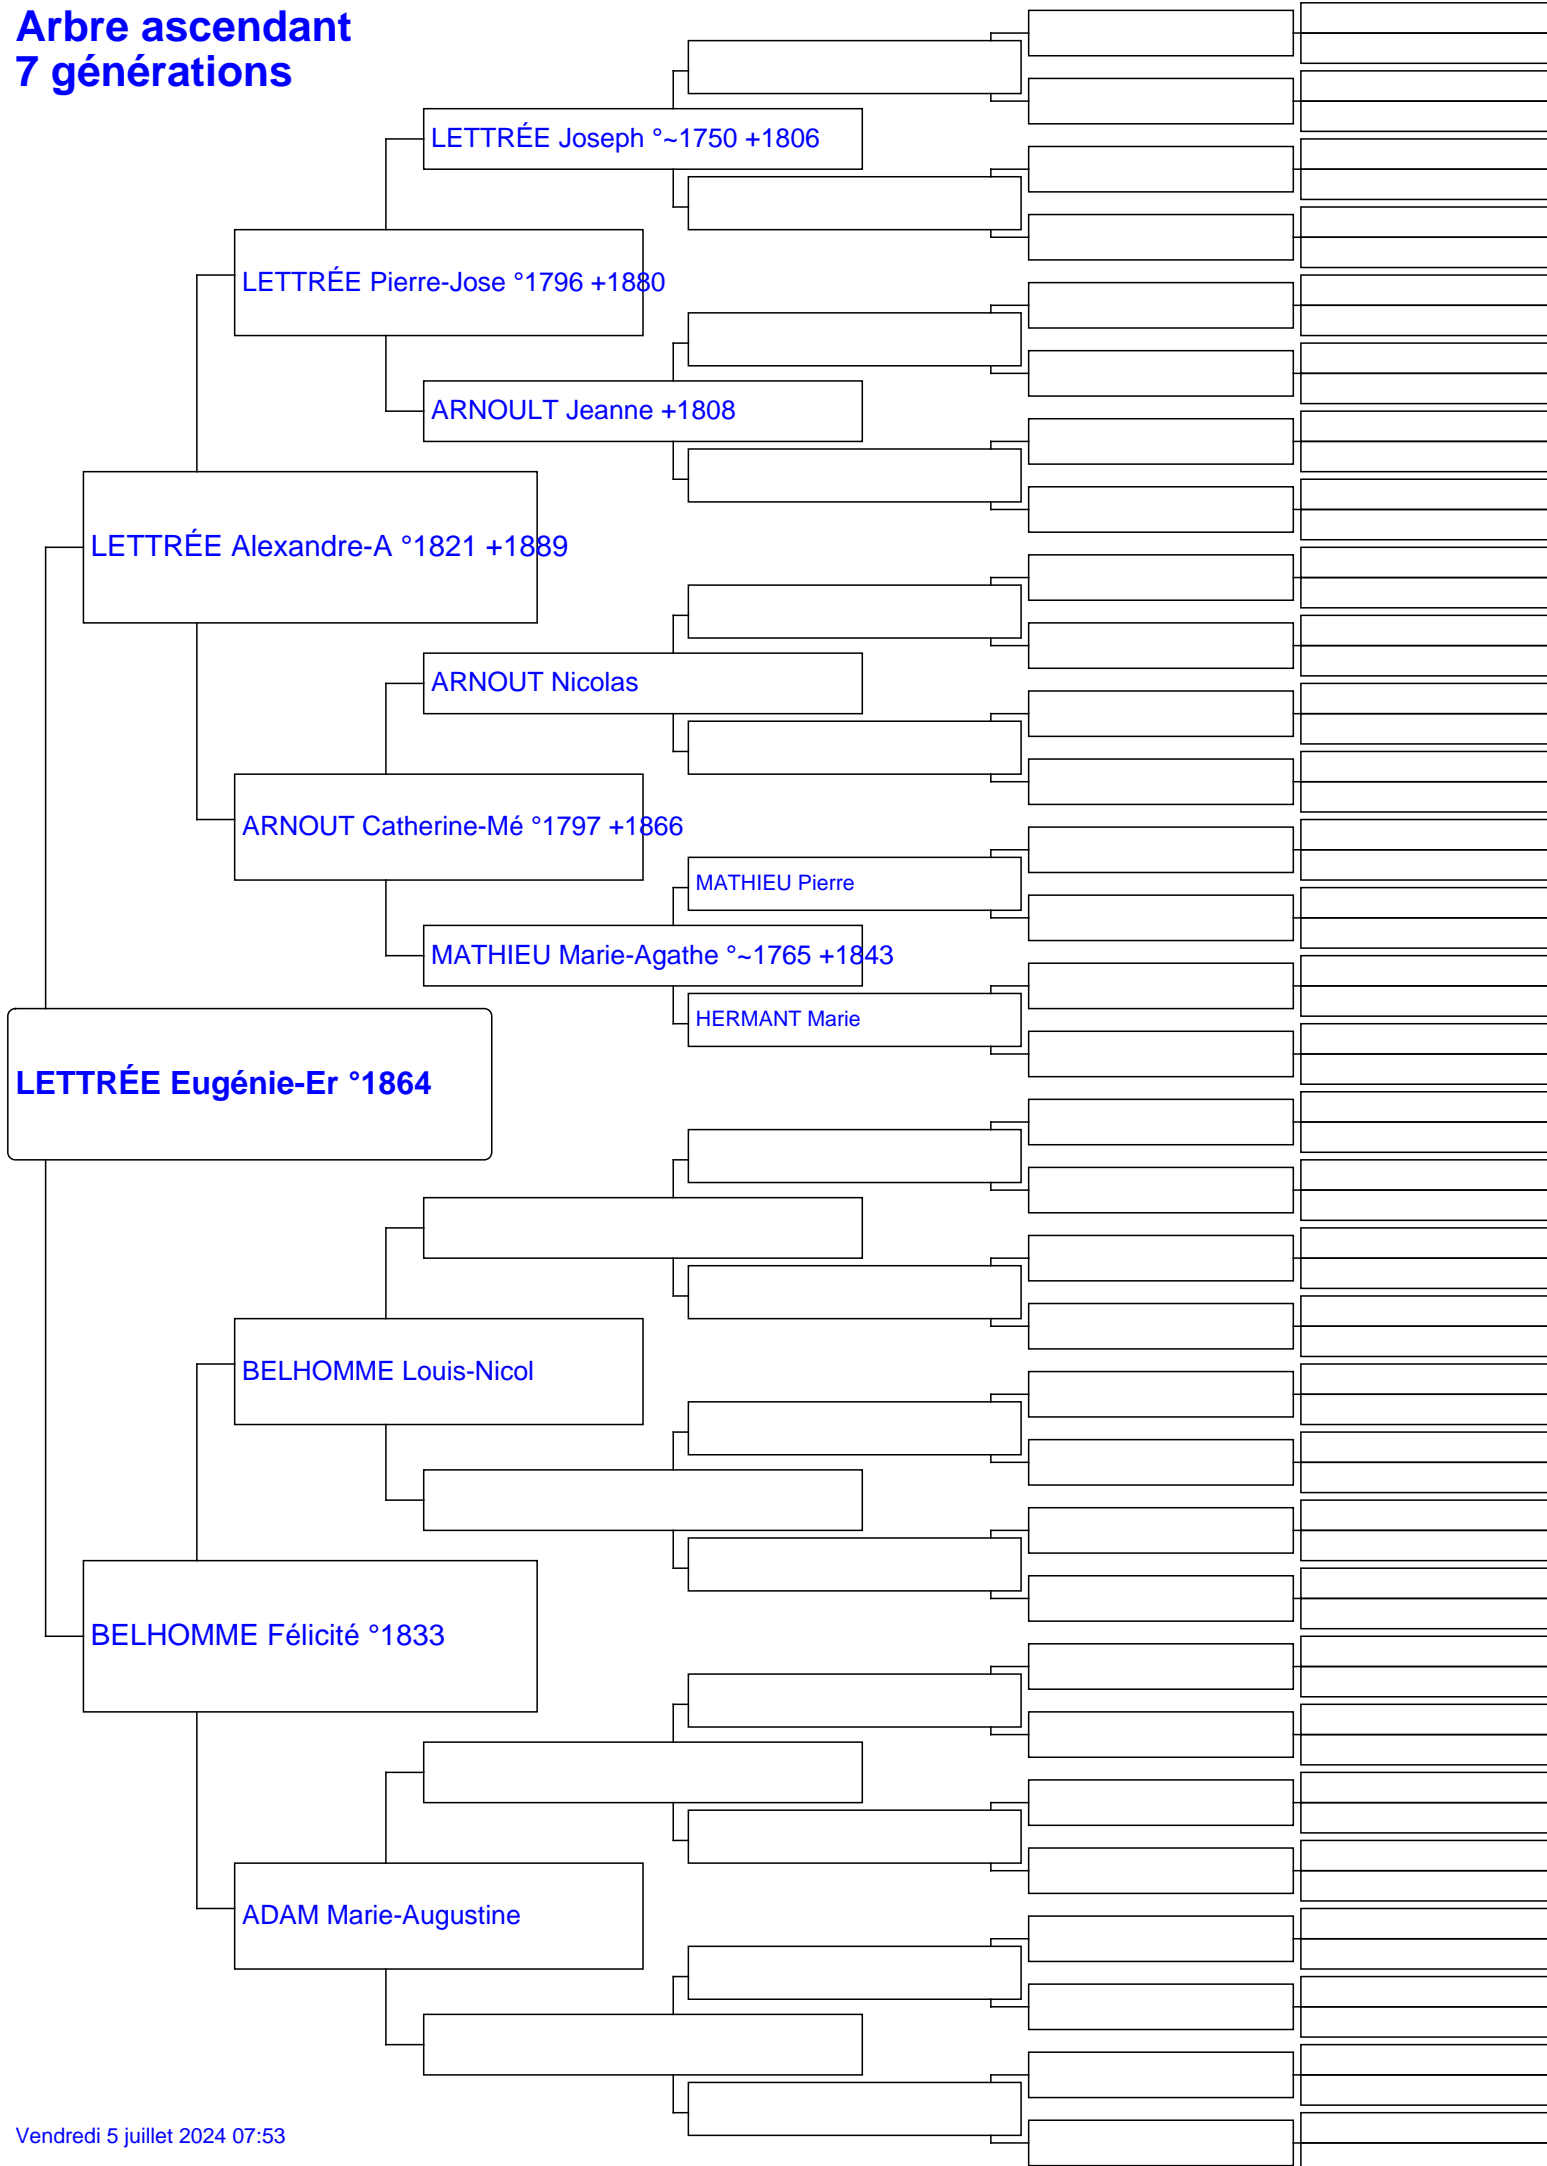 Arbre ascendant
7 générations
LETTRÉE Joseph °~1750 +1806
LETTRÉE Pierre-Jose °1796 +1880
ARNOULT Jeanne +1808
LETTRÉE Alexandre-A °1821 +1889
ARNOUT Nicolas
ARNOUT Catherine-Mé °1797 +1866
MATHIEU Pierre
MATHIEU Marie-Agathe °~1765 +1843
HERMANT Marie
LETTRÉE Eugénie-Er °1864
BELHOMME Louis-Nicol
BELHOMME Félicité °1833
ADAM Marie-Augustine
Vendredi 5 juillet 2024 07:53